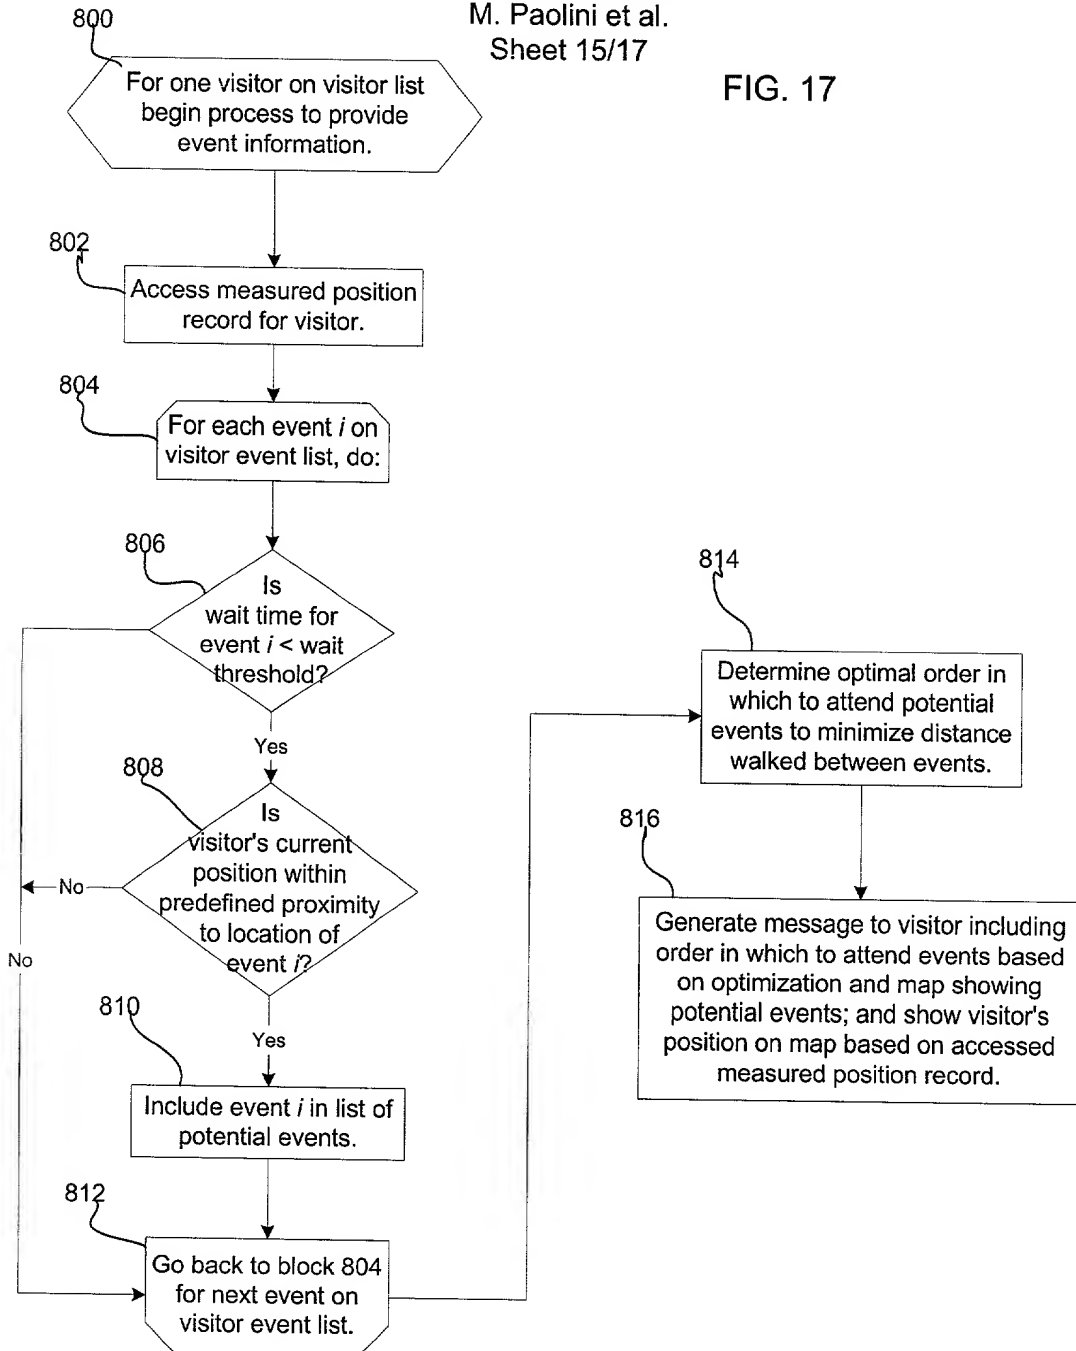 M. Paolini et al.
Sheet 15/17
FIG. 17
800
For one visitor on visitor list
begin process to provide
event information.
802
Access measured position
record for visitor.
804
For each event i on
visitor event list, do:
806
Is
wait time for
event i < wait
threshold?
Yes
808
Is
visitor's current
position within
predefined proximity
to location of
event i?
No
No
Yes
810
Include event i in list of
potential events.
812
Go back to block 804
for next event on
visitor event list.
814
Determine optimal order in
which to attend potential
events to minimize distance
walked between events.
816
Generate message to visitor including
order in which to attend events based
on optimization and map showing
potential events; and show visitor's
position on map based on accessed
measured position record.